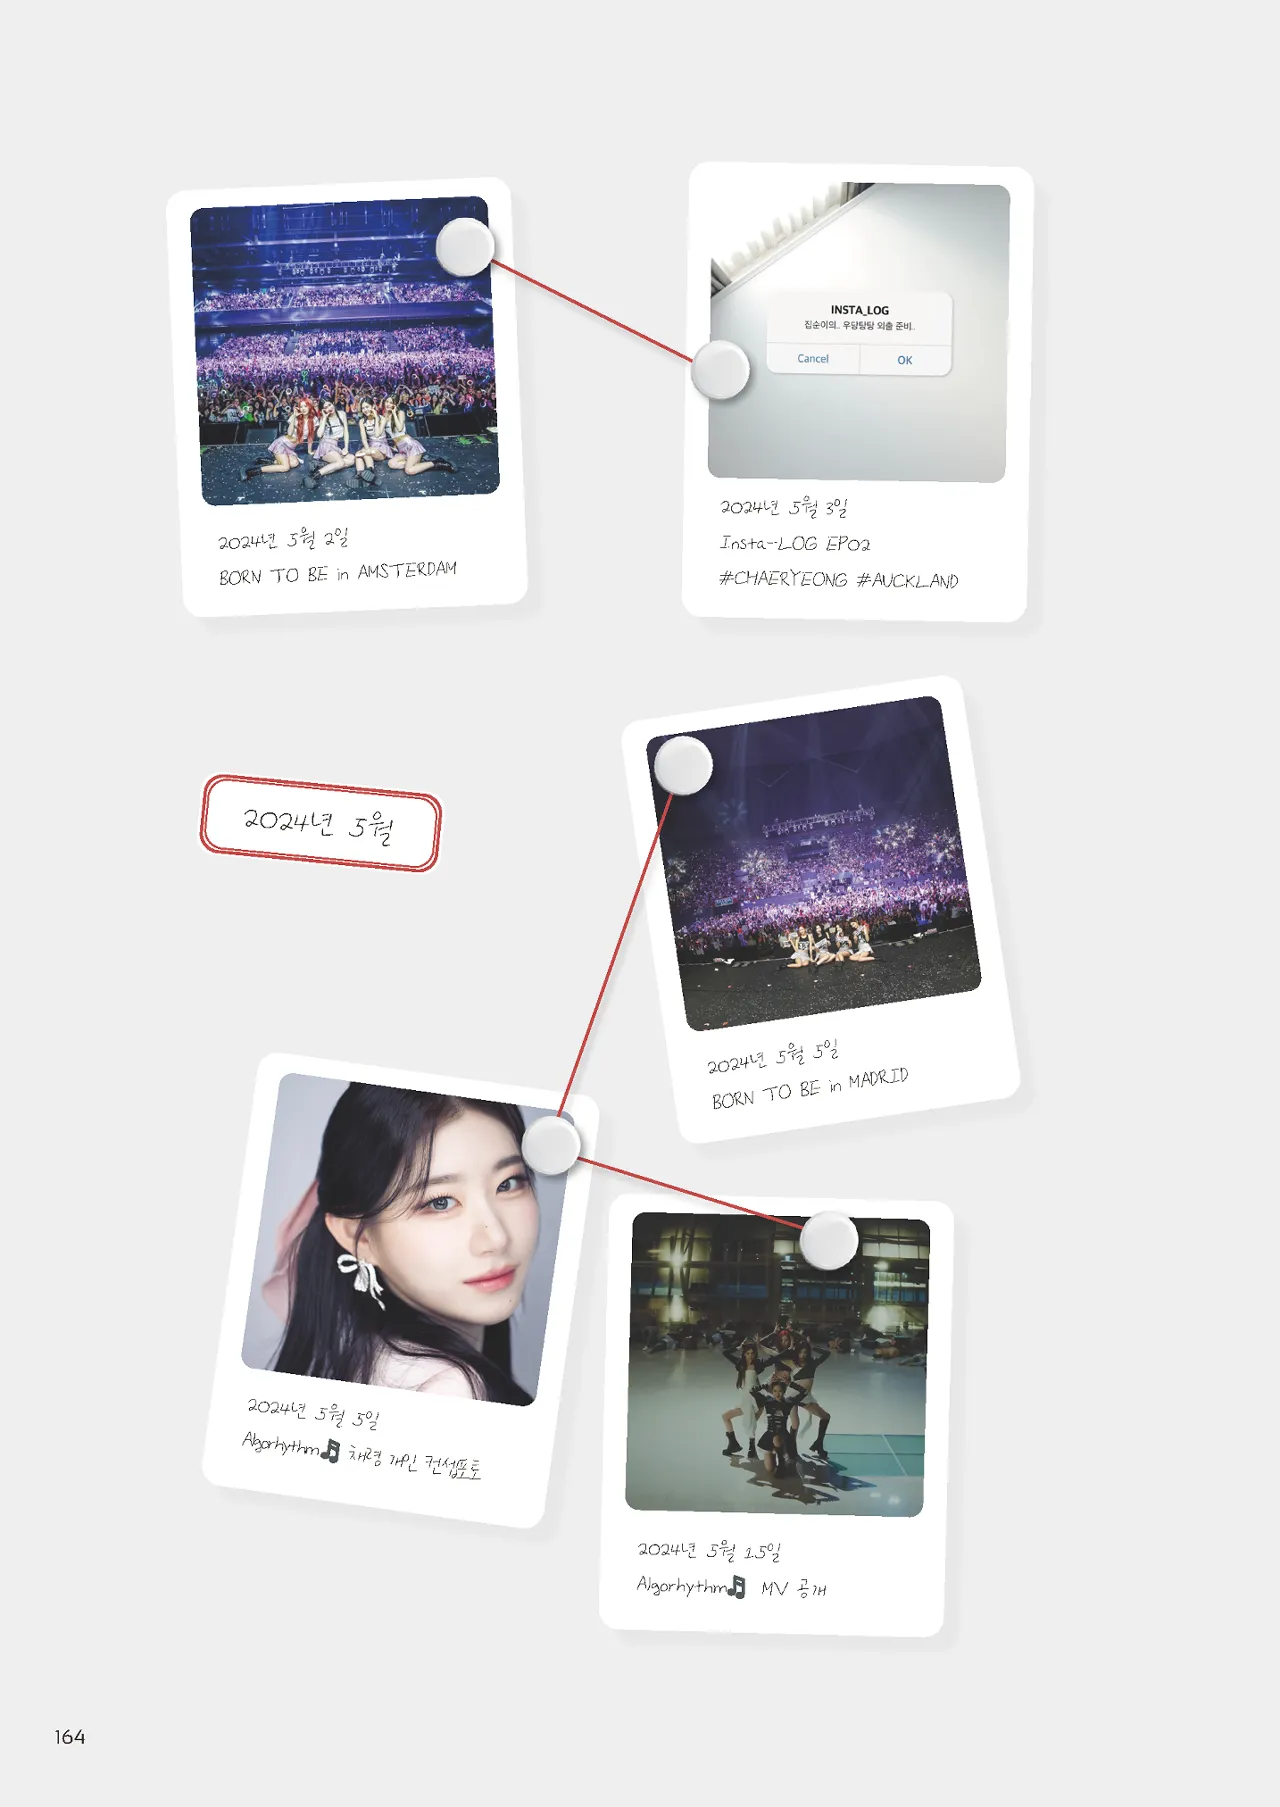 2024년 5월 2일
BORN TO BE in AMSTERDAM
INSTA_LOG
집순이의.. 우당탕탕 외출 준비..
Cancel
OK
2024년 5월 3일
Insta-LOG EP02
#CHAERYEONG #AUCKLAND
2024년 5월
2024년 5월 5일
BORN TO BE in MADRID
2024년 5월 5일
Algorhythm🎵 채령 개인 컨셉포토
2024년 5월 15일
Algorhythm🎵 MV 공개
164